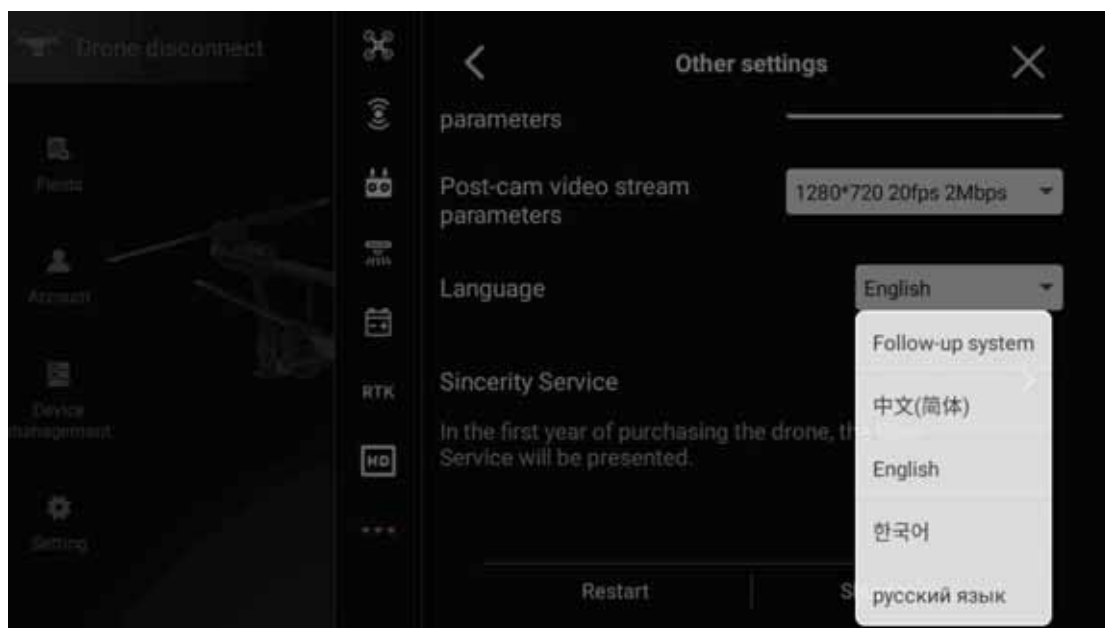 Drone disconnect
Fields
Account
Device
management
Setting
RTK
HD
Other settings
parameters
Post-cam video stream
parameters
1280*720 20fps 2Mbps
Language
English
Follow-up system
中文(简体)
English
한국어
русский язык
Sincerity Service
In the first year of purchasing the drone, th
Service will be presented.
Restart
S